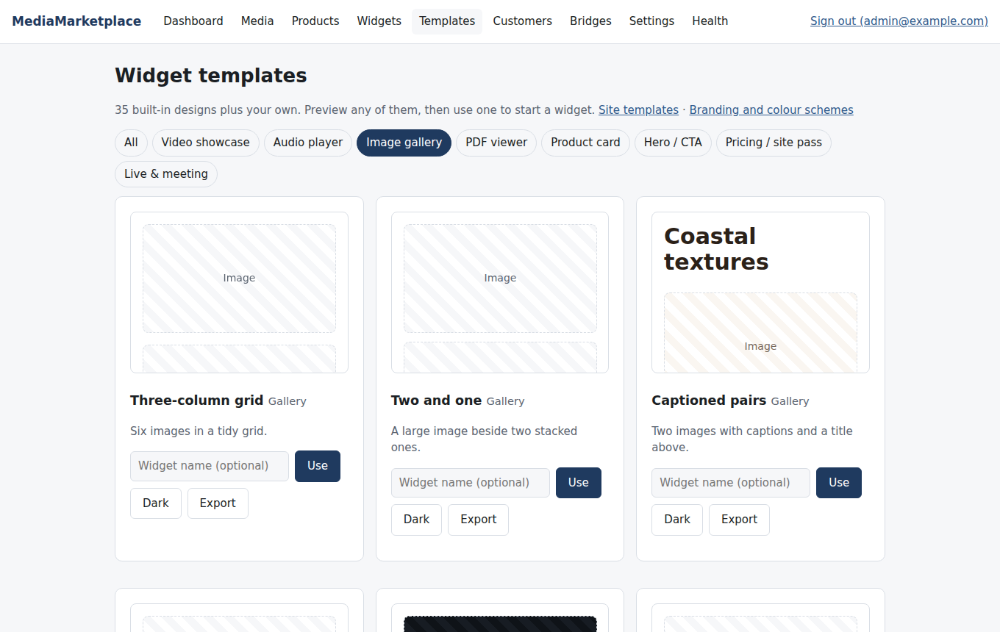 MediaMarketplace Dashboard Media Products Widgets Templates Customers Bridges Settings Health Sign out (admin@example.com)
Widget templates
35 built-in designs plus your own. Preview any of them, then use one to start a widget. Site templates · Branding and colour schemes
All Video showcase Audio player Image gallery PDF viewer Product card Hero / CTA Pricing / site pass
Live & meeting
Image
Three-column grid Gallery
Six images in a tidy grid.
Widget name (optional) Use
Dark Export
Image
Two and one Gallery
A large image beside two stacked
ones.
Widget name (optional) Use
Dark Export
Coastal
textures
Image
Captioned pairs Gallery
Two images with captions and a title
above.
Widget name (optional) Use
Dark Export